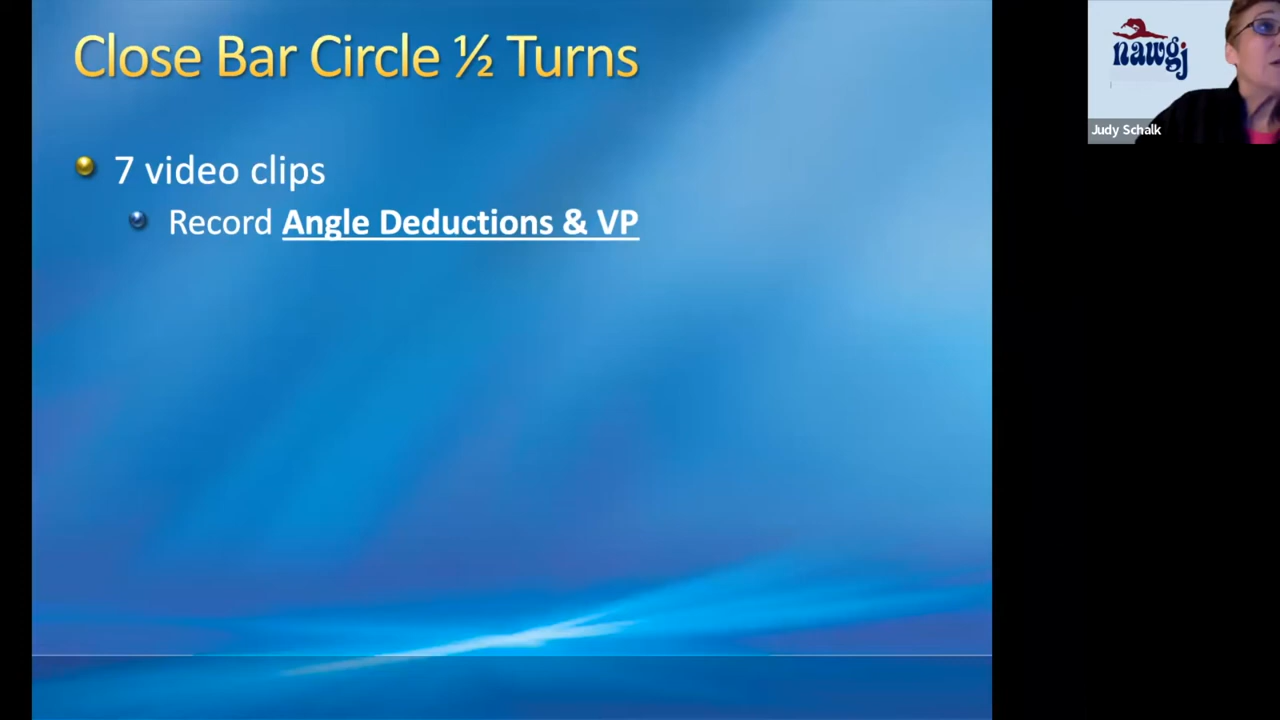 Close Bar Circle ½ Turns
7 video clips
Record Angle Deductions & VP
nawgj
Judy Schalk